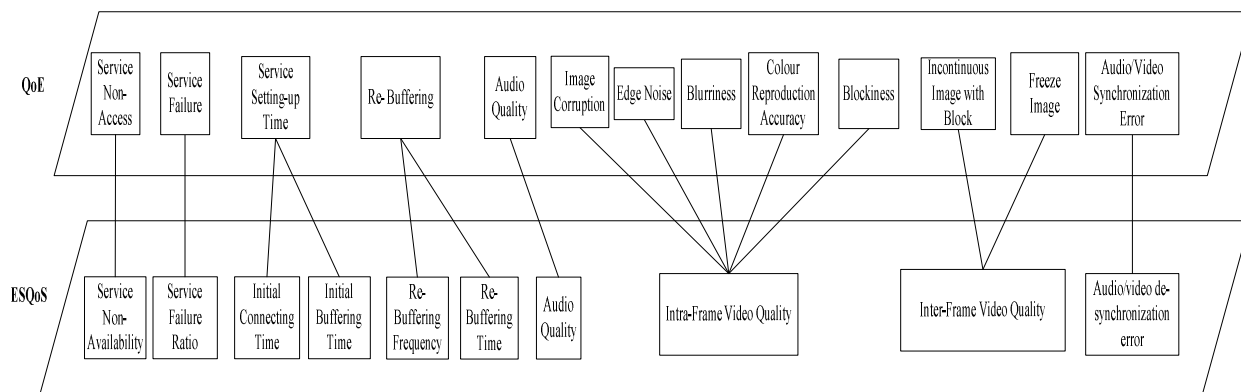 QoE
Service
Non-
Access
Service
Failure
Service
Setting-up
Time
Re- Buffering
Audio
Quality
Image
Corruption
Edge Noise
Blurriness
Colour
Reproduction
Accuracy
Blockiness
Incontinuous
Image with
Block
Freeze
Image
Audio/Video
Synchronization
Error
ESQoS
Service
Non-
Availability
Service
Failure
Ratio
Initial
Connecting
Time
Initial
Buffering
Time
Re-
Buffering
Frequency
Re-
Buffering
Time
Audio
Quality
Intra-Frame Video Quality
Inter-Frame Video Quality
Audio/video de-
synchronization
error